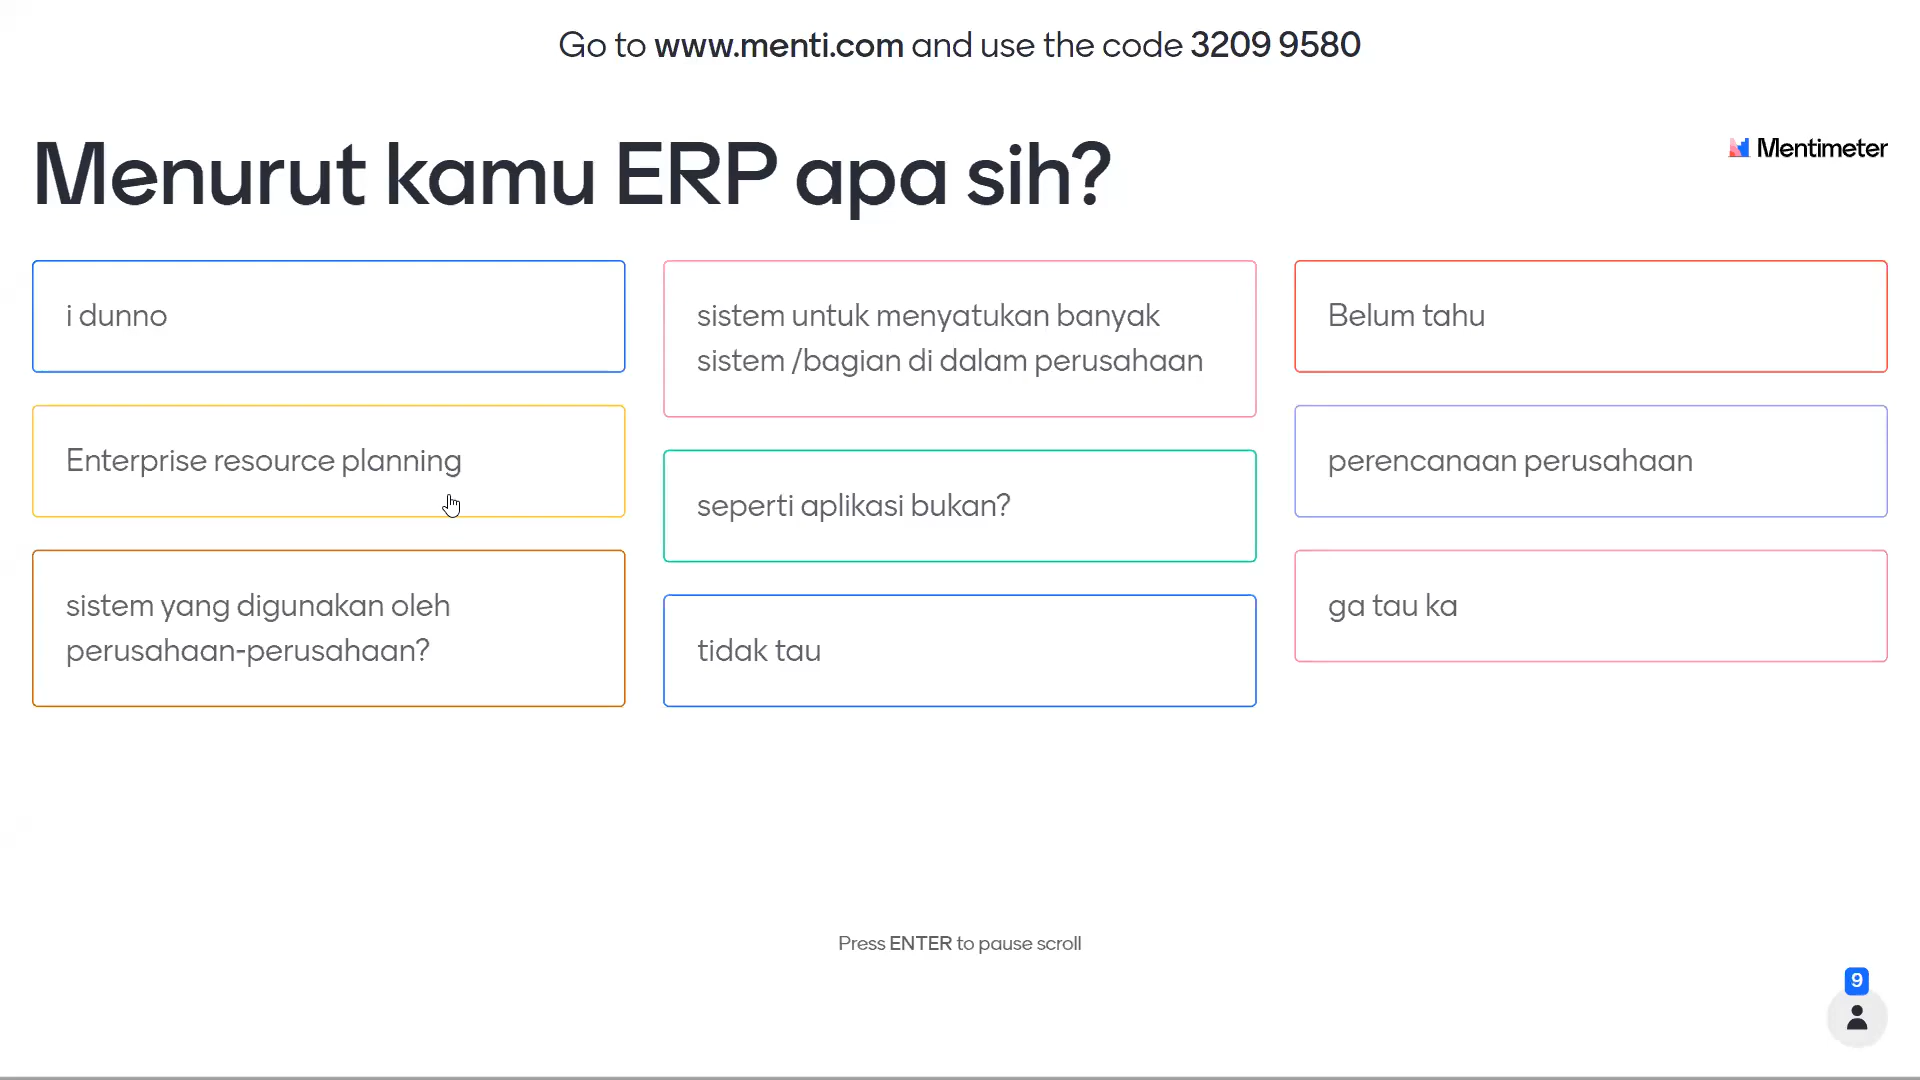 Go to www.menti.com and use the code 3209 9580
Menurut kamu ERP apa sih?
Mentimeter
i dunno
Enterprise resource planning
sistem yang digunakan oleh
perusahaan-perusahaan?
sistem untuk menyatukan banyak
sistem /bagian di dalam perusahaan
seperti aplikasi bukan?
tidak tau
Belum tahu
perencanaan perusahaan
ga tau ka
Press ENTER to pause scroll
9